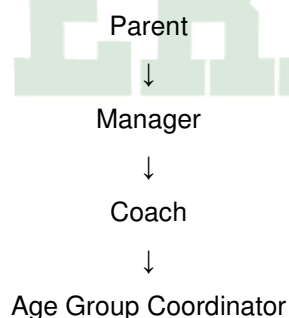 Parent
↓
Manager
↓
Coach
↓
Age Group Coordinator